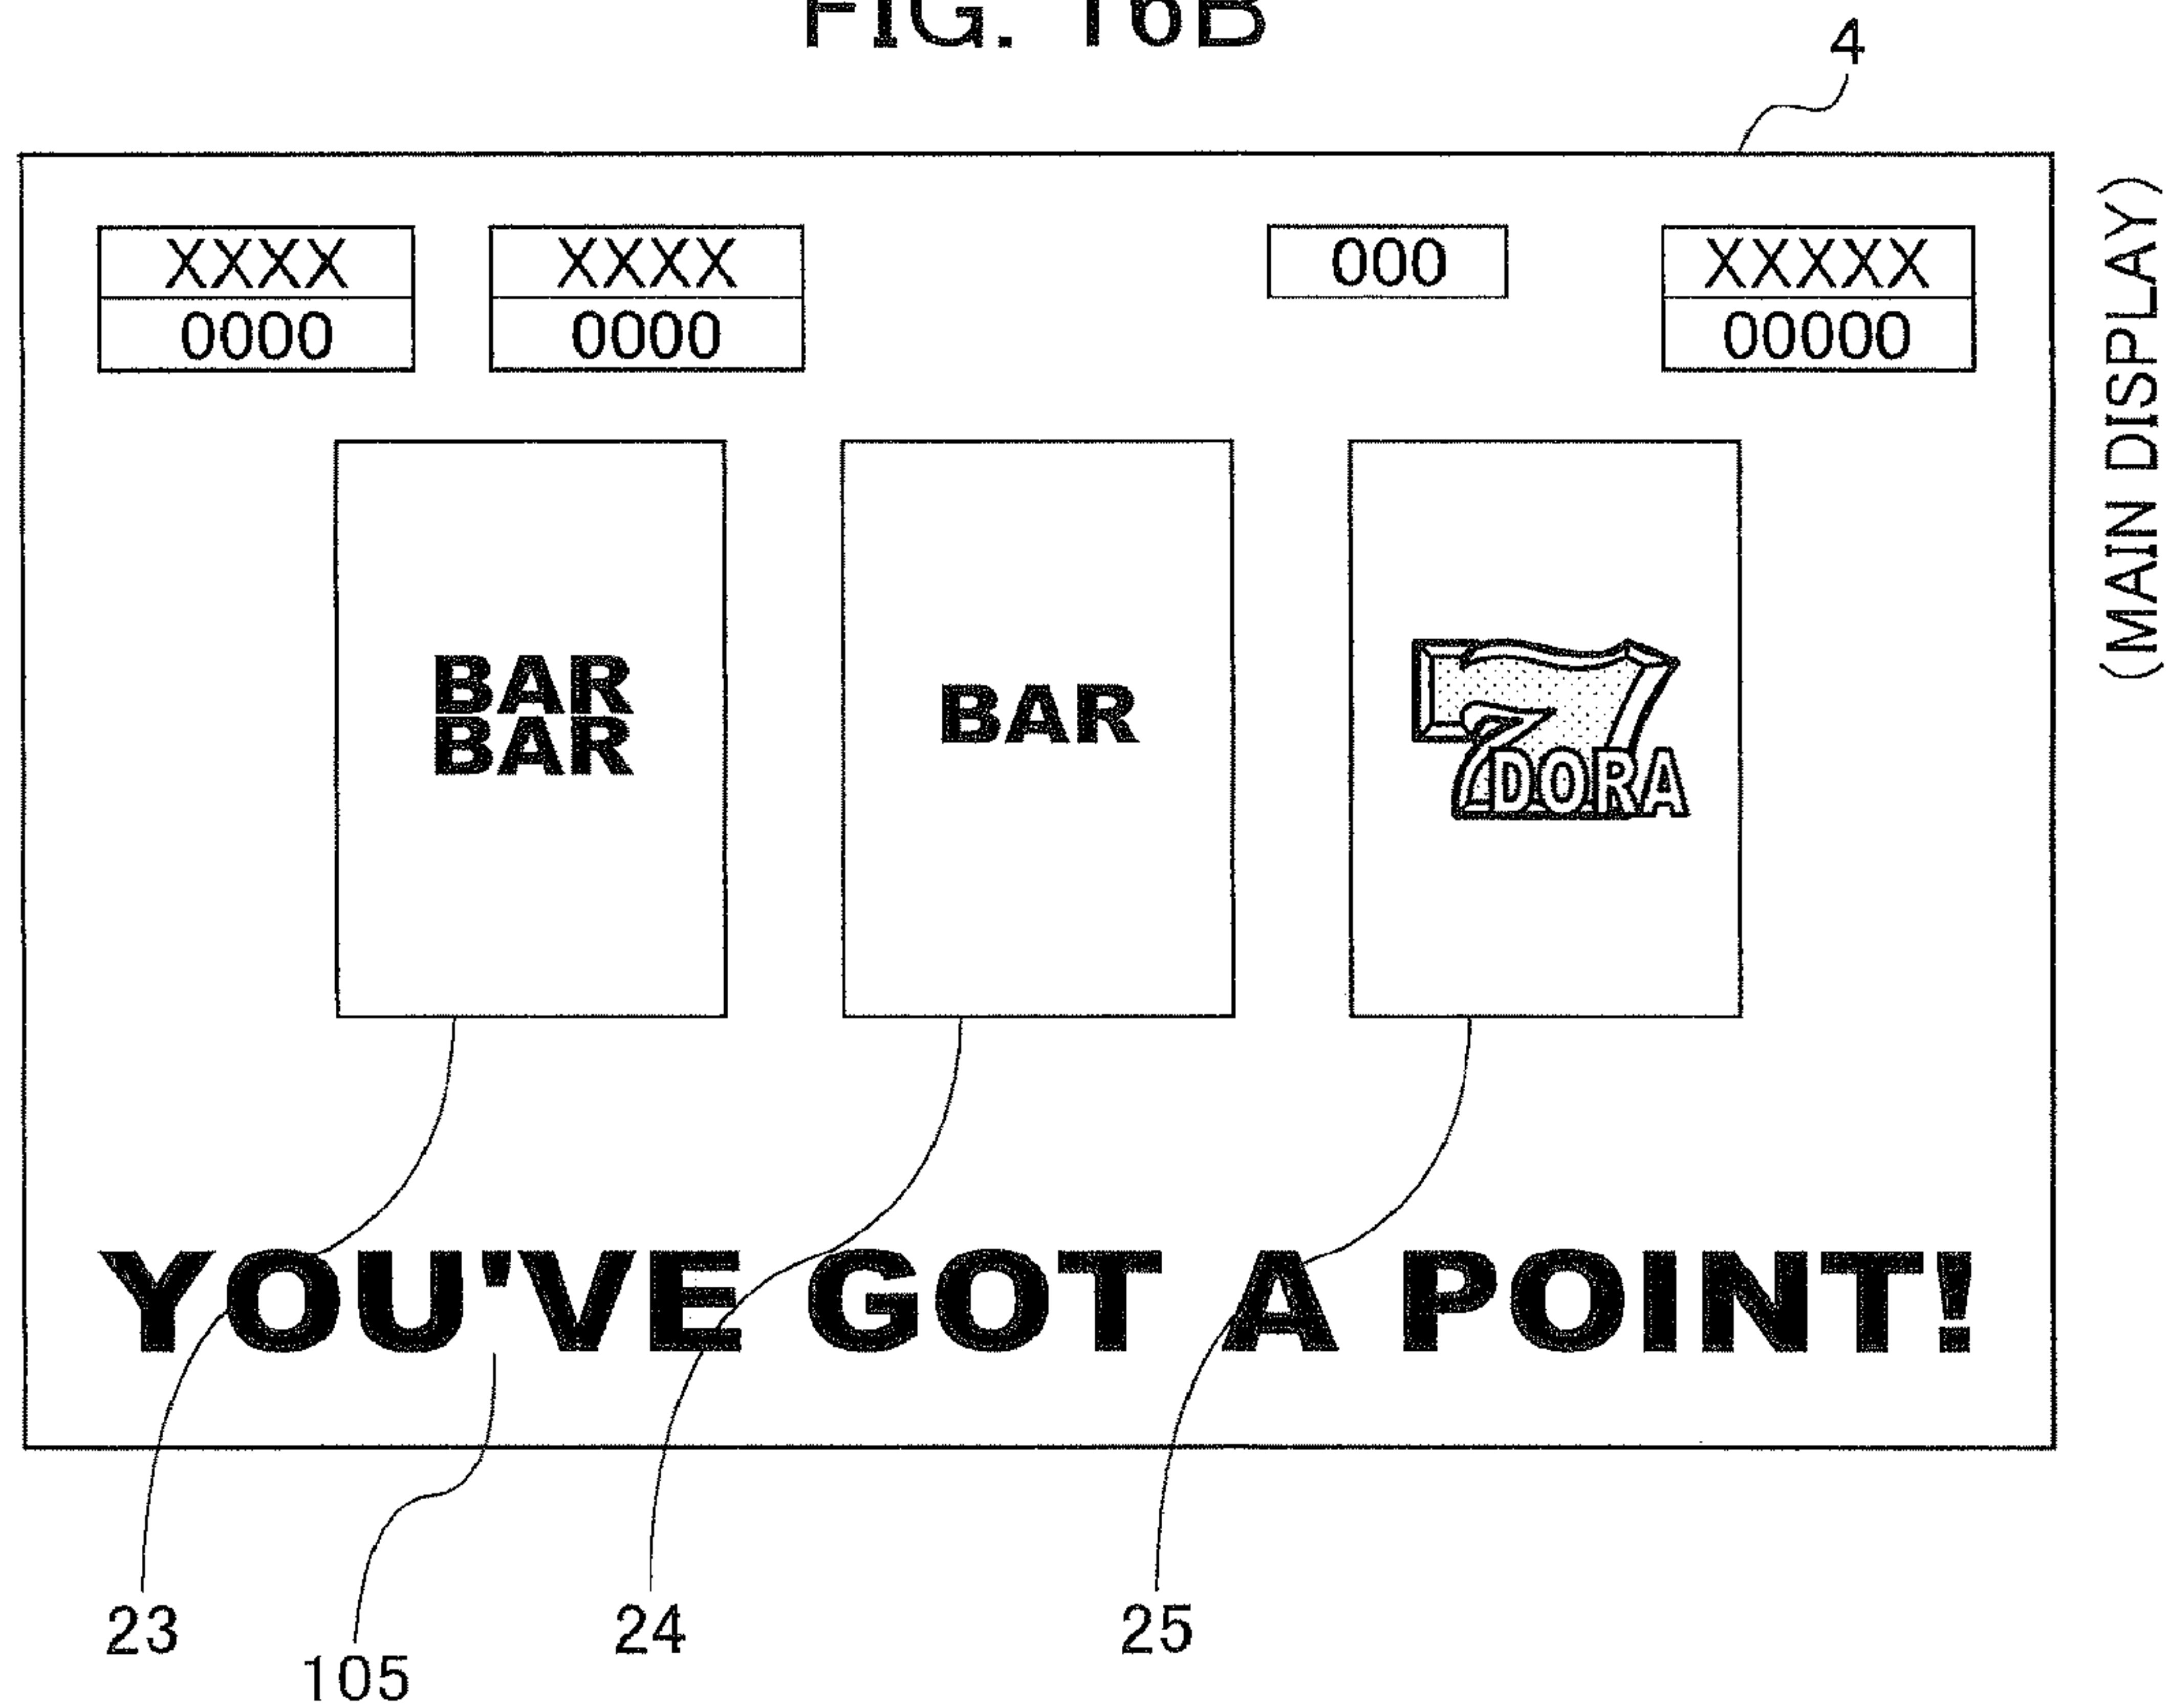 FIG. 16B
4
(MAIN DISPLAY)
XXXX XXXX 000 XXXXX
0000 0000 00000
BAR
BAR
BAR
7 DORA
YOU'VE GOT A POINT!
23 24 25
105